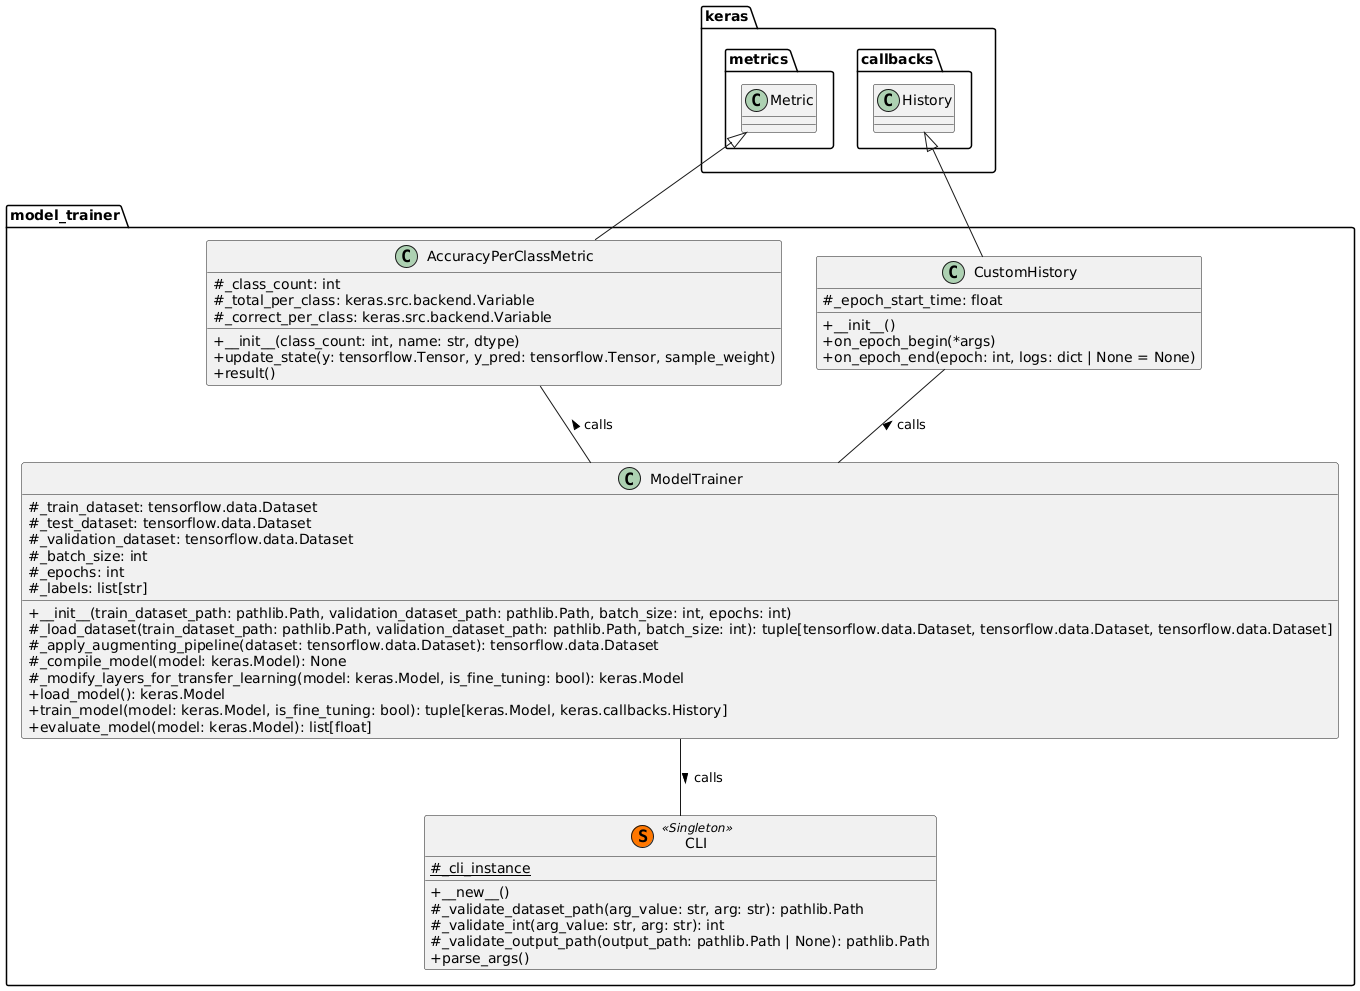 keras
metrics
callbacks
C Metric
C History
model_trainer
C AccuracyPerClassMetric
#_class_count: int
#_total_per_class: keras.src.backend.Variable
#_correct_per_class: keras.src.backend.Variable
+__init__(class_count: int, name: str, dtype)
+update_state(y: tensorflow.Tensor, y_pred: tensorflow.Tensor, sample_weight)
+result()
C CustomHistory
#_epoch_start_time: float
+__init__()
+on_epoch_begin(*args)
+on_epoch_end(epoch: int, logs: dict | None = None)
calls
calls
C ModelTrainer
#_train_dataset: tensorflow.data.Dataset
#_test_dataset: tensorflow.data.Dataset
#_validation_dataset: tensorflow.data.Dataset
#_batch_size: int
#_epochs: int
#_labels: list[str]
+__init__(train_dataset_path: pathlib.Path, validation_dataset_path: pathlib.Path, batch_size: int, epochs: int)
#_load_dataset(train_dataset_path: pathlib.Path, validation_dataset_path: pathlib.Path, batch_size: int): tuple[tensorflow.data.Dataset, tensorflow.data.Dataset, tensorflow.data.Dataset]
#_apply_augmenting_pipeline(dataset: tensorflow.data.Dataset): tensorflow.data.Dataset
#_compile_model(model: keras.Model): None
#_modify_layers_for_transfer_learning(model: keras.Model, is_fine_tuning: bool): keras.Model
+load_model(): keras.Model
+train_model(model: keras.Model, is_fine_tuning: bool): tuple[keras.Model, keras.callbacks.History]
+evaluate_model(model: keras.Model): list[float]
calls
S «Singleton»
CLI
#_cli_instance
+__new__()
#_validate_dataset_path(arg_value: str, arg: str): pathlib.Path
#_validate_int(arg_value: str, arg: str): int
#_validate_output_path(output_path: pathlib.Path | None): pathlib.Path
+parse_args()